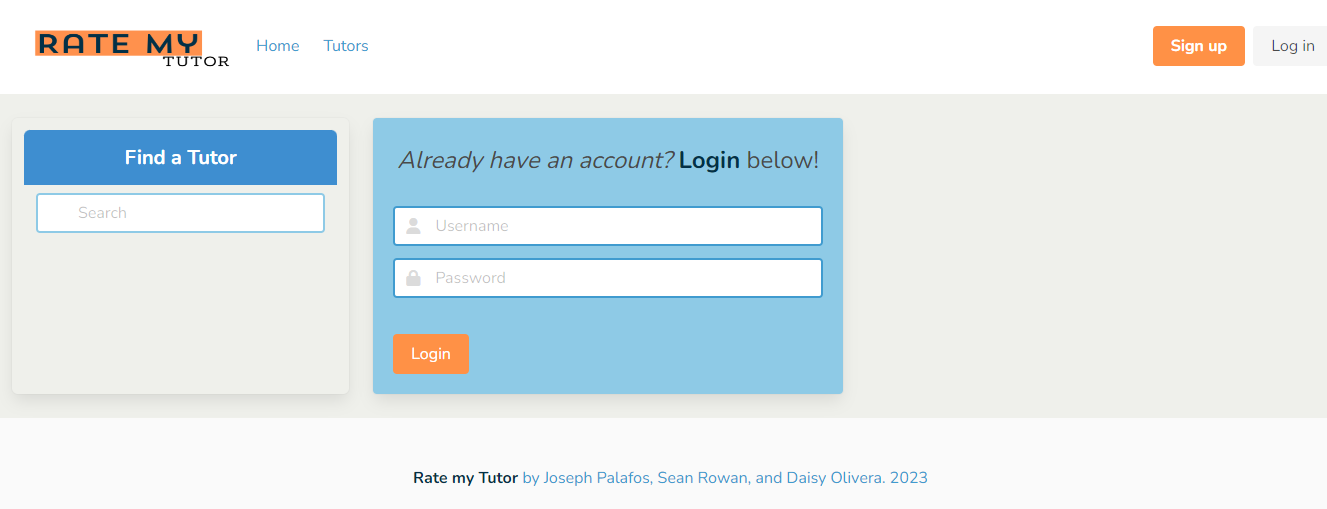 RATE MY
TUTOR
Home
Tutors
Sign up
Log in
Find a Tutor
Search
Already have an account? Login below!
Username
Password
Login
Rate my Tutor by Joseph Palafos, Sean Rowan, and Daisy Olivera. 2023